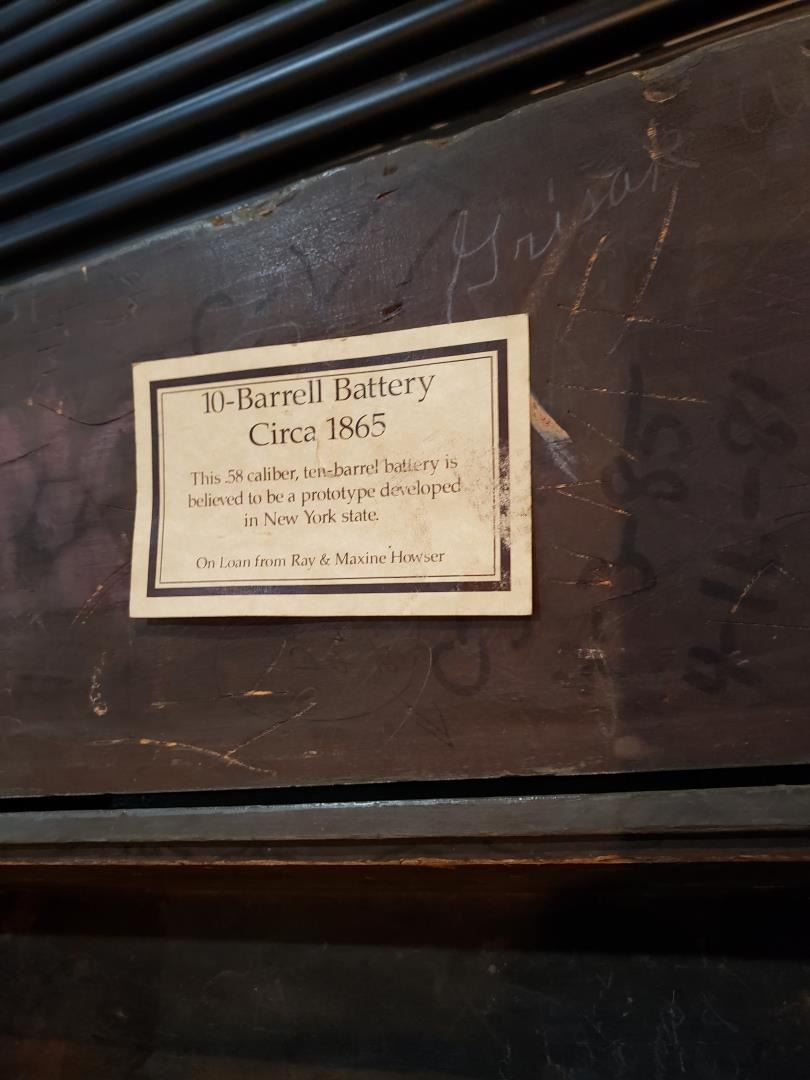 Grisak
10-Barrell Battery
Circa 1865
This .58 caliber, ten-barrel battery is
believed to be a prototype developed
in New York state.
On Loan from Ray & Maxine Howser